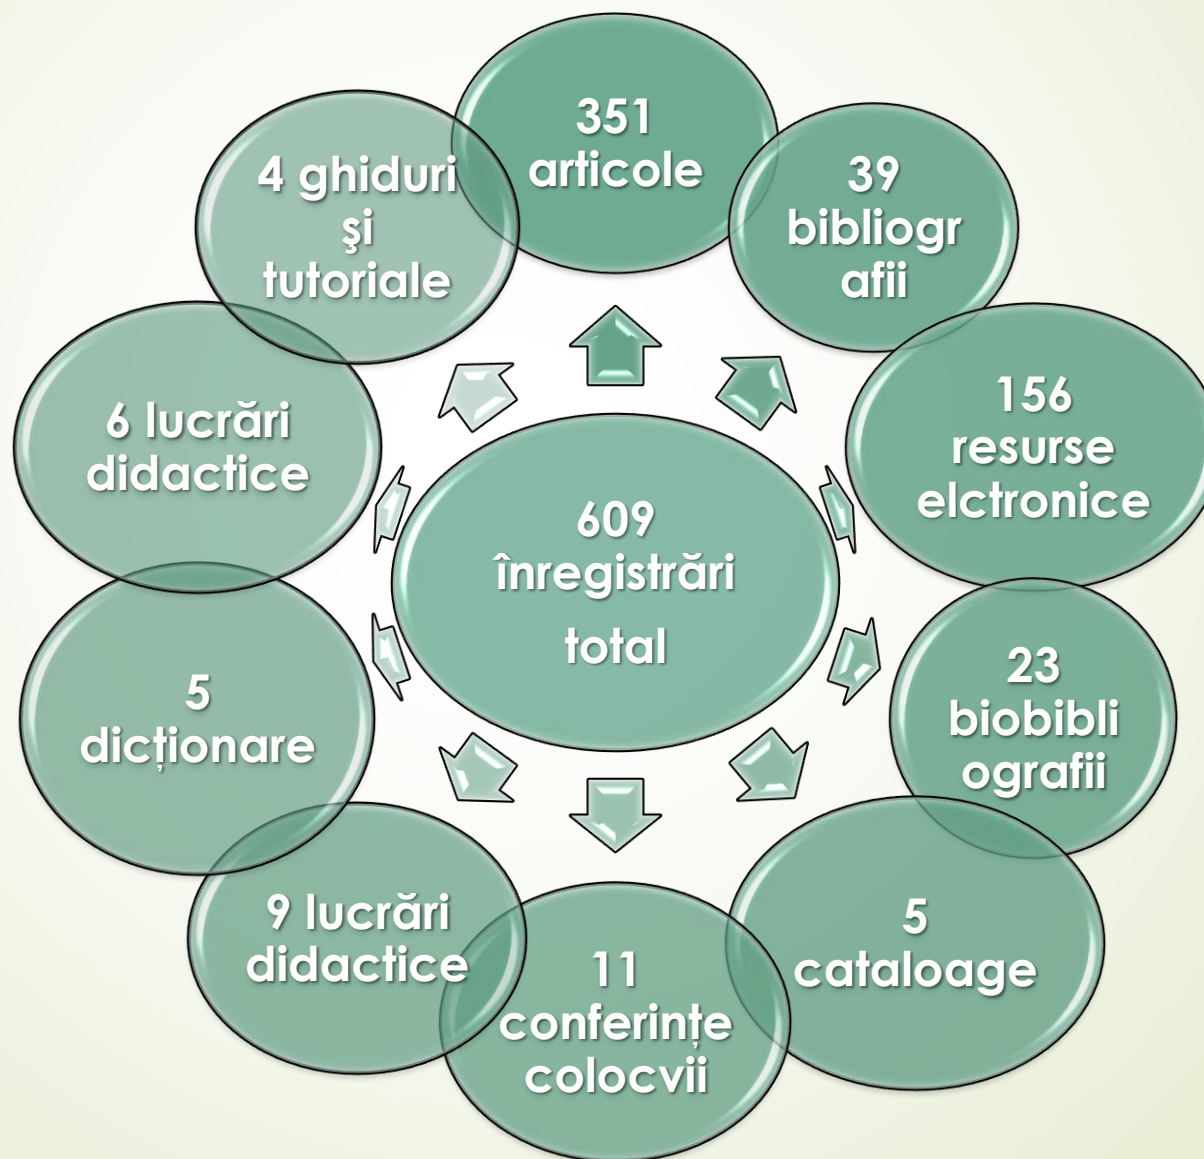 351
articole
39
bibliogr
afii
156
resurse
elctronice
23
biobibli
ografii
5
cataloage
11
conferințe
colocvii
9 lucrări
didactice
5
dicționare
6 lucrări
didactice
4 ghiduri
şi
tutoriale
609
înregistrări
total